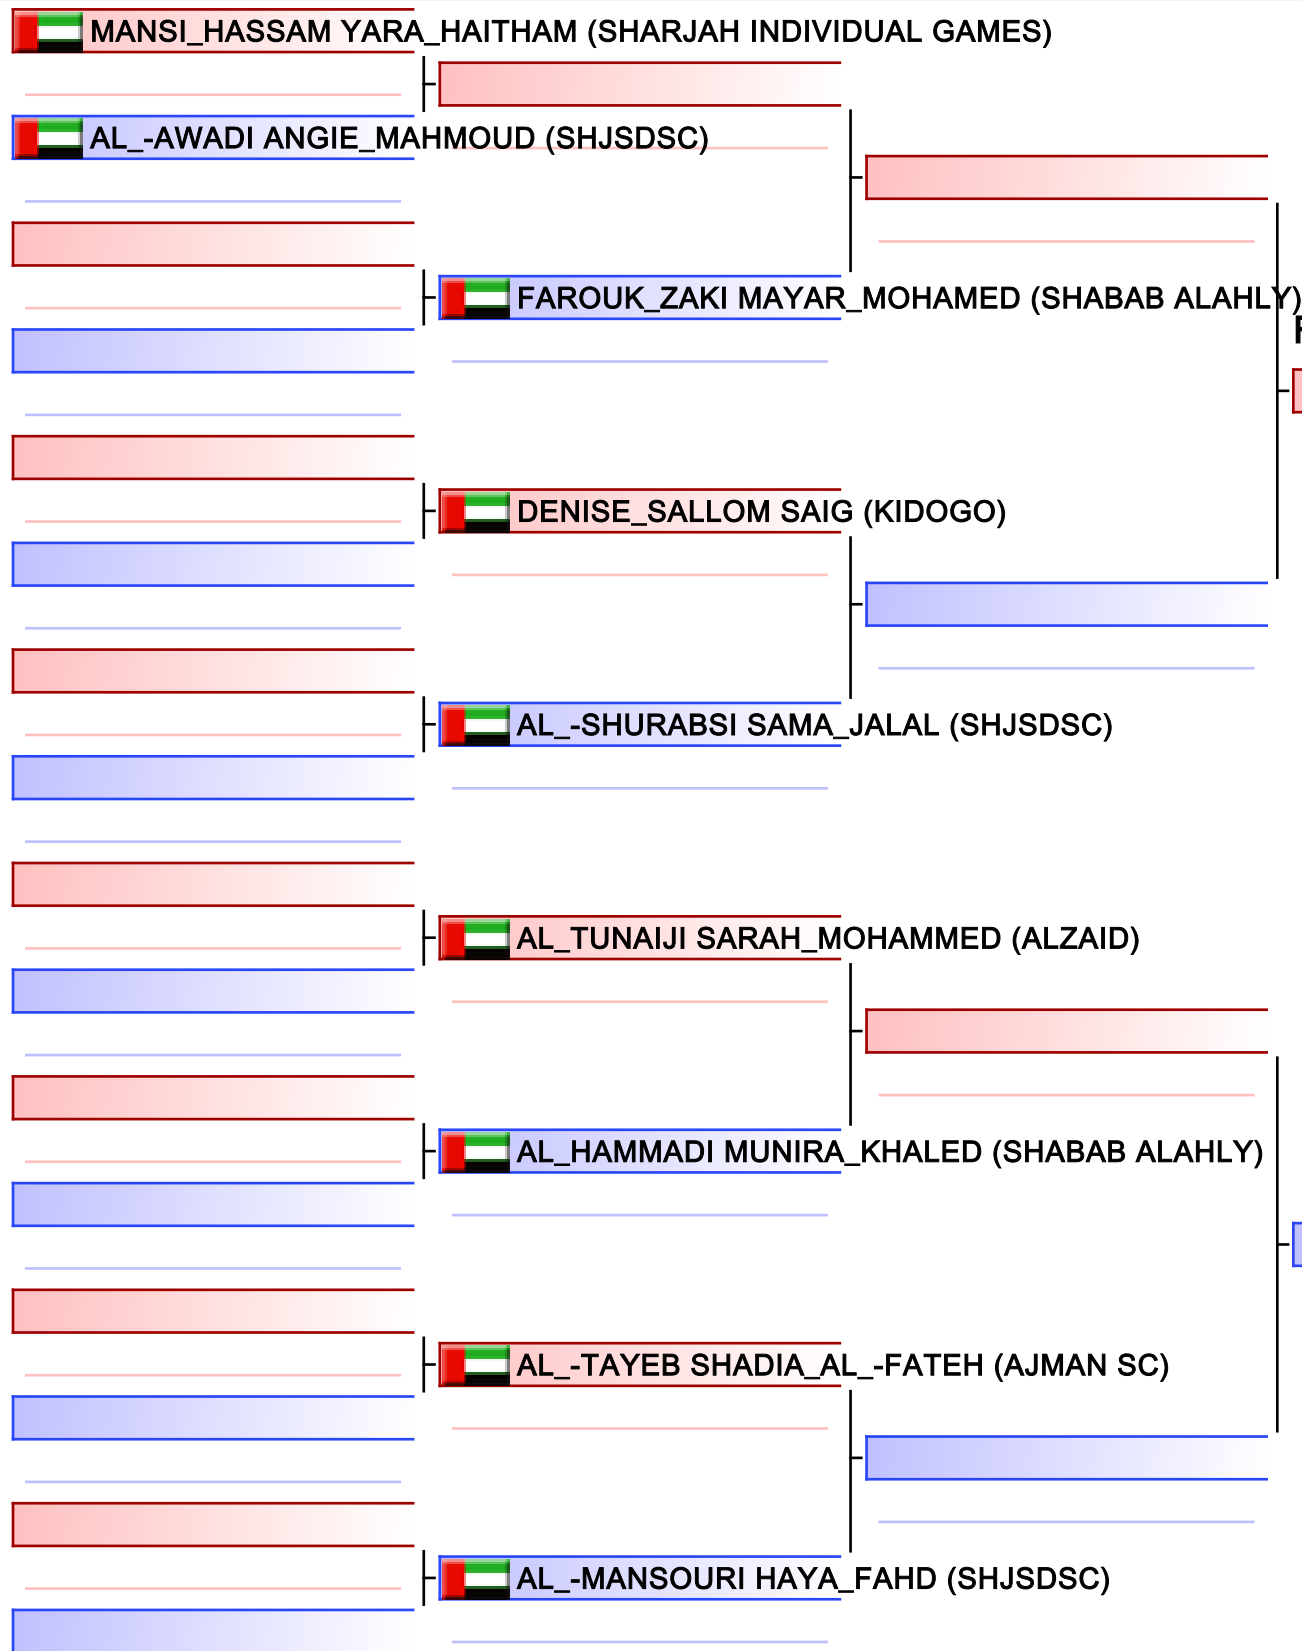 MANSI_HASSAM YARA_HAITHAM (SHARJAH INDIVIDUAL GAMES)
AL_-AWADI ANGIE_MAHMOUD (SHJSDSC)
FAROUK_ZAKI MAYAR_MOHAMED (SHABAB ALAHLY)
DENISE_SALLOM SAIG (KIDOGO)
AL_-SHURABSI SAMA_JALAL (SHJSDSC)
AL_TUNAIJI SARAH_MOHAMMED (ALZAID)
AL_HAMMADI MUNIRA_KHALED (SHABAB ALAHLY)
AL_-TAYEB SHADIA_AL_-FATEH (AJMAN SC)
AL_-MANSOURI HAYA_FAHD (SHJSDSC)